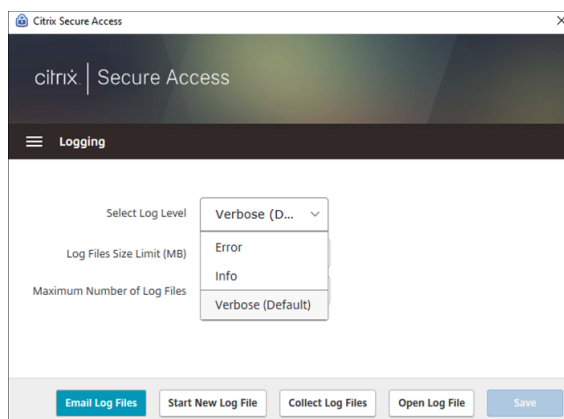 Citrix Secure Access
citrix Secure Access
Logging
Select Log Level
Verbose (D...
Error
Log Files Size Limit (MB)
Info
Maximum Number of Log Files
Verbose (Default)
Email Log Files
Start New Log File
Collect Log Files
Open Log File
Save